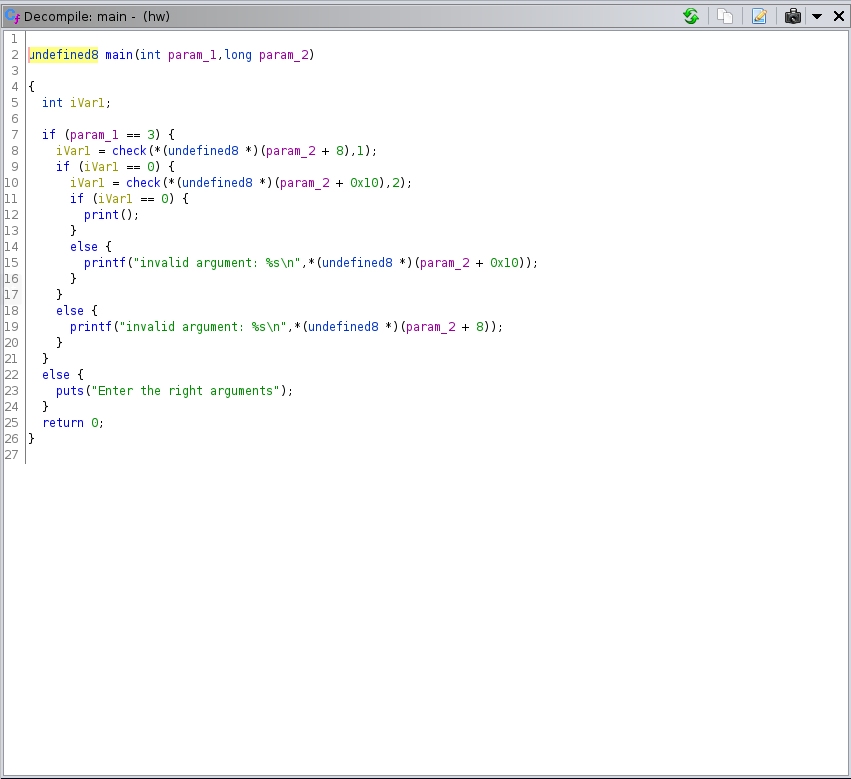 Decompile: main - (hw)
1
2 undefined8 main(int param_1,long param_2)
3
4 {
5 int iVar1;
6
7 if (param_1 == 3) {
8 iVar1 = check(*(undefined8 *)(param_2 + 8),1);
9 if (iVar1 == 0) {
10 iVar1 = check(*(undefined8 *)(param_2 + 0x10),2);
11 if (iVar1 == 0) {
12 print();
13 }
14 else {
15 printf("invalid argument: %s\n",*(undefined8 *)(param_2 + 0x10));
16 }
17 }
18 else {
19 printf("invalid argument: %s\n",*(undefined8 *)(param_2 + 8));
20 }
21 }
22 else {
23 puts("Enter the right arguments");
24 }
25 return 0;
26 }
27